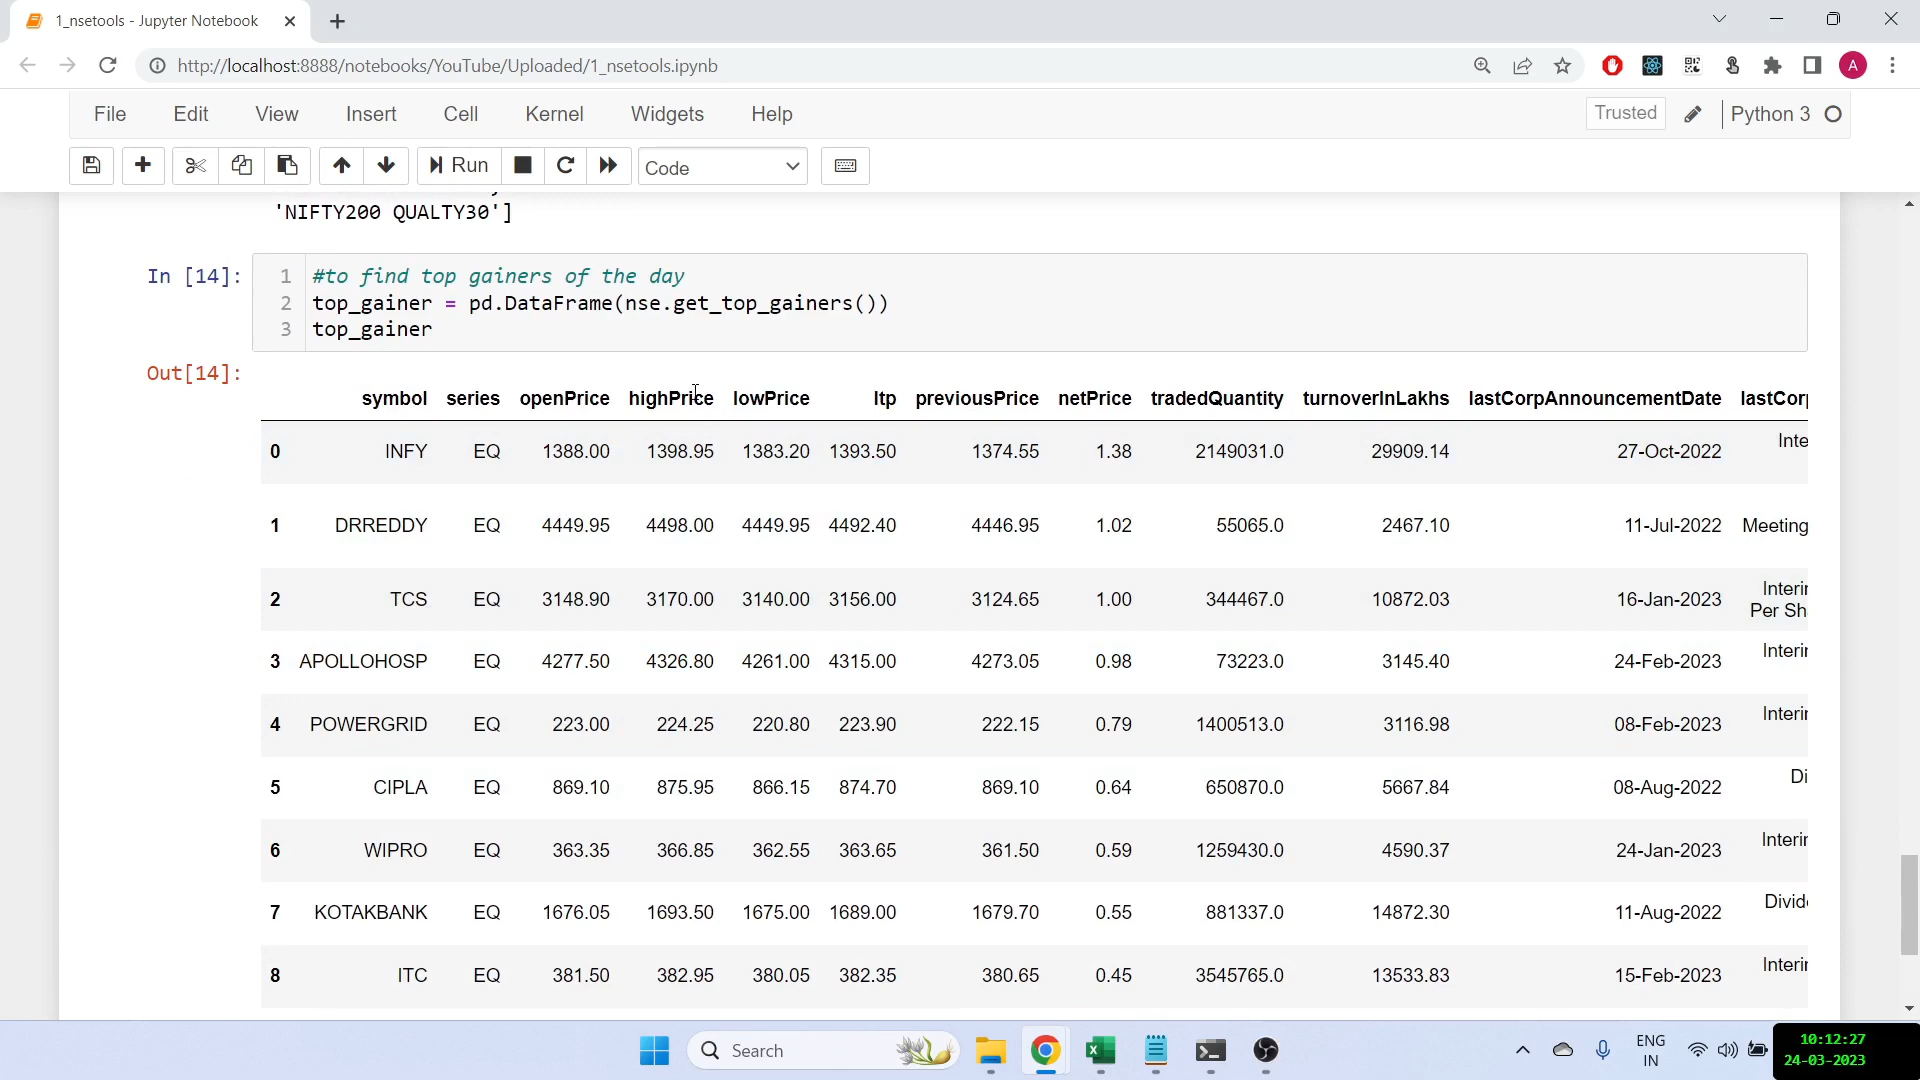 1_nsetools - Jupyter Notebook
http://localhost:8888/notebooks/YouTube/Uploaded/1_nsetools.ipynb
A
File Edit View Insert Cell Kernel Widgets Help
Trusted Python 3
Run Code
'NIFTY200 QUALTY30']
In [14]:
1 #to find top gainers of the day
2 top_gainer = pd.DataFrame(nse.get_top_gainers())
3 top_gainer
Out[14]:
symbol series openPrice highPrice lowPrice ltp previousPrice netPrice tradedQuantity turnoverInLakhs lastCorpAnnouncementDate lastCorp
0 INFY EQ 1388.00 1398.95 1383.20 1393.50 1374.55 1.38 2149031.0 29909.14 27-Oct-2022 Inte
1 DRREDDY EQ 4449.95 4498.00 4449.95 4492.40 4446.95 1.02 55065.0 2467.10 11-Jul-2022 Meeting
2 TCS EQ 3148.90 3170.00 3140.00 3156.00 3124.65 1.00 344467.0 10872.03 16-Jan-2023 Interir
Per Sh
3 APOLLOHOSP EQ 4277.50 4326.80 4261.00 4315.00 4273.05 0.98 73223.0 3145.40 24-Feb-2023 Interir
4 POWERGRID EQ 223.00 224.25 220.80 223.90 222.15 0.79 1400513.0 3116.98 08-Feb-2023 Interir
5 CIPLA EQ 869.10 875.95 866.15 874.70 869.10 0.64 650870.0 5667.84 08-Aug-2022 Di
6 WIPRO EQ 363.35 366.85 362.55 363.65 361.50 0.59 1259430.0 4590.37 24-Jan-2023 Interir
7 KOTAKBANK EQ 1676.05 1693.50 1675.00 1689.00 1679.70 0.55 881337.0 14872.30 11-Aug-2022 Divid
8 ITC EQ 381.50 382.95 380.05 382.35 380.65 0.45 3545765.0 13533.83 15-Feb-2023 Interir
Search
ENG
IN
10:12:27
24-03-2023